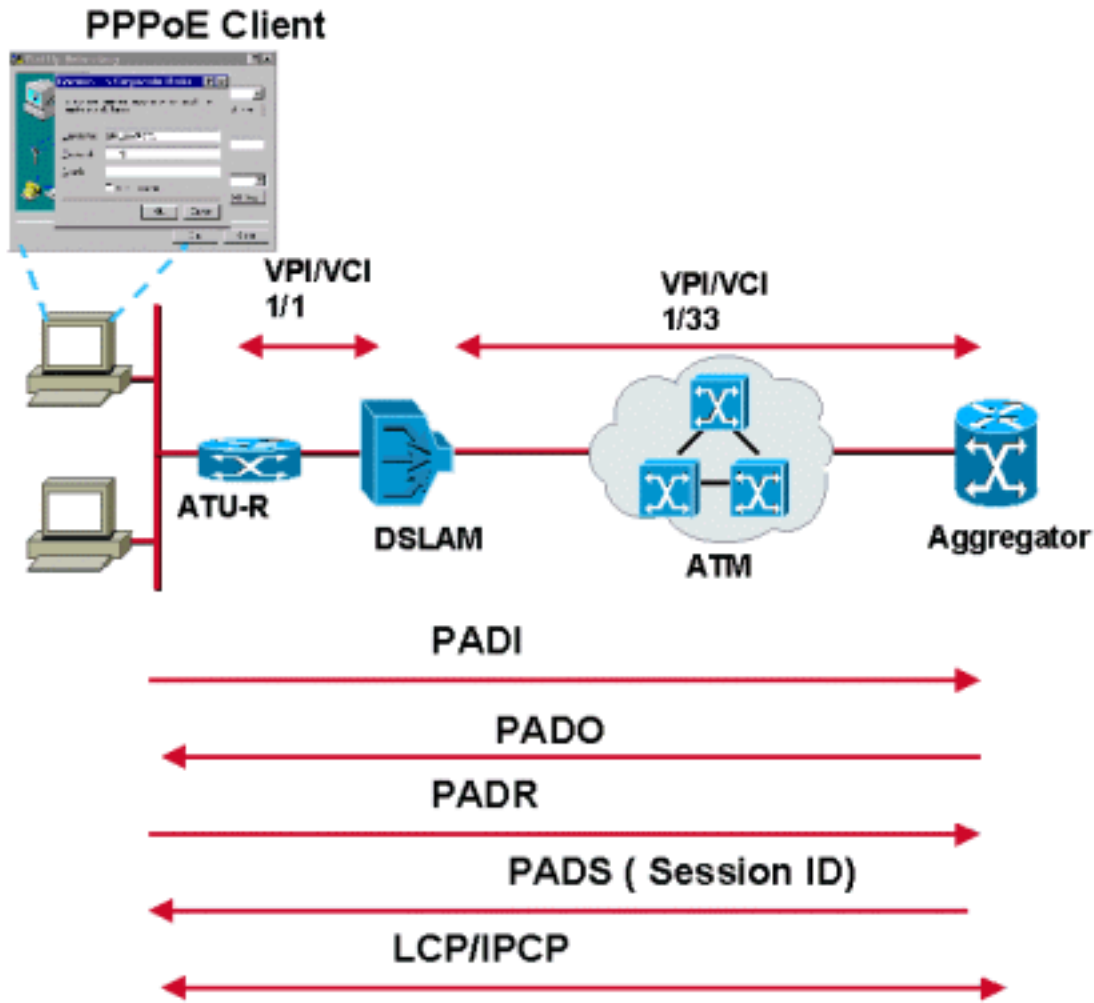 PPPoE Client
VPI/VCI
1/1
VPI/VCI
1/33
ATU-R
DSLAM
ATM
Aggregator
PADI
PADO
PADR
PADS ( Session ID)
LCP/IPCP